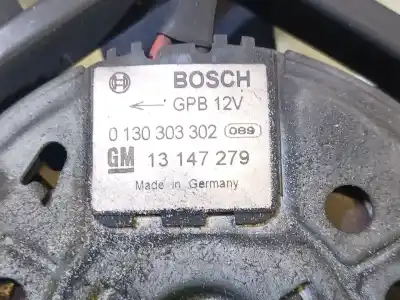 BOSCH
GPB 12V
0 130 303 302 089
GM 13 147 279
Made in Germany